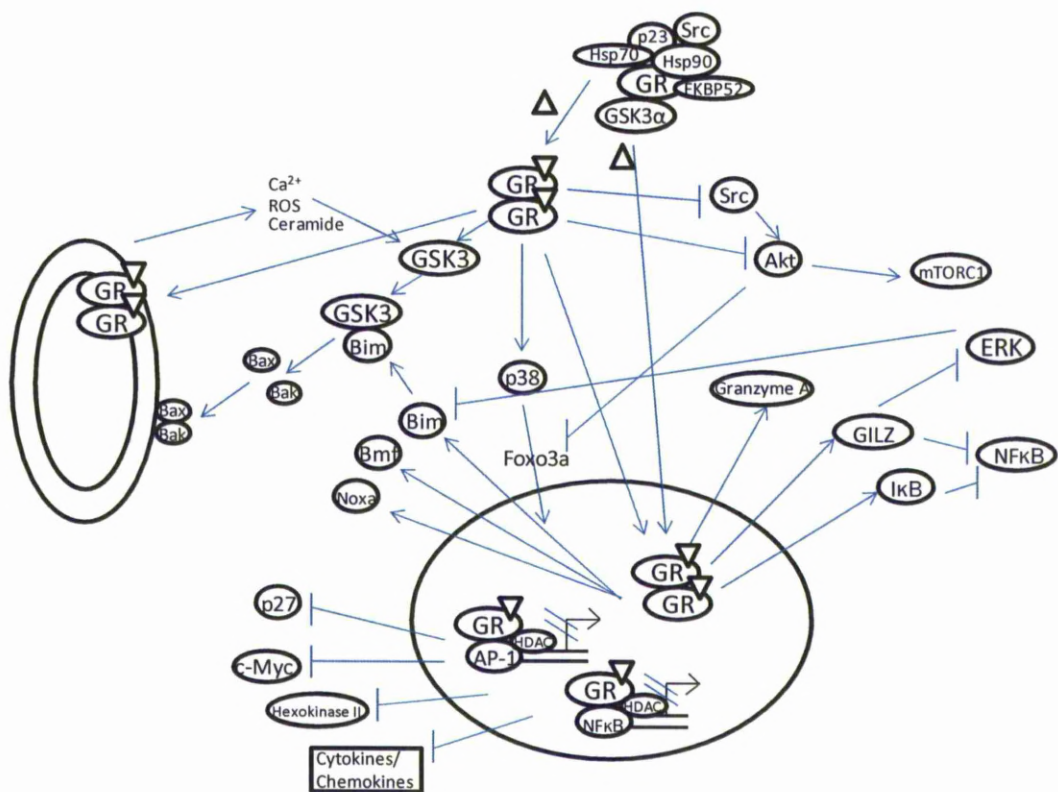 p23
Src
Hsp70
Hsp90
GR
FKBP52
GSK3α
GR
GR
Src
Ca²⁺
ROS
Ceramide
GSK3
Akt
mTORC1
GR
GR
GSK3
Bim
ERK
Bax
Bak
p38
Granzyme A
Bax
Bak
Bim
GILZ
Bmf
Foxo3a
NFκB
Noxa
IκB
GR
GR
p27
GR
HDAC
AP-1
c-Myc
GR
HDAC
NFκB
Hexokinase II
Cytokines/
Chemokines